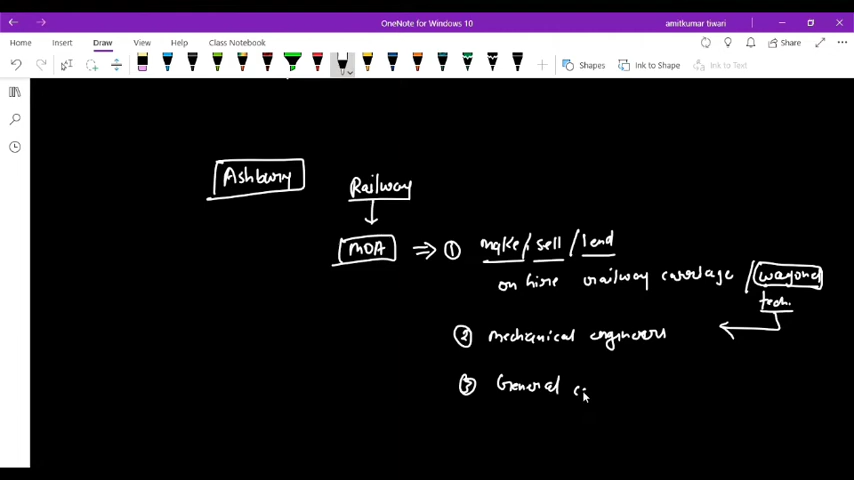 OneNote for Windows 10
amitkumar tiwari
Home Insert Draw View Help Class Notebook
Share
Shapes Ink to Shape Ink to Text
Ashbury
Railway
MOA ⇒ ① make/sell/lend
on hire railway carriage / wagons
tech.
② mechanical engineers
③ General c